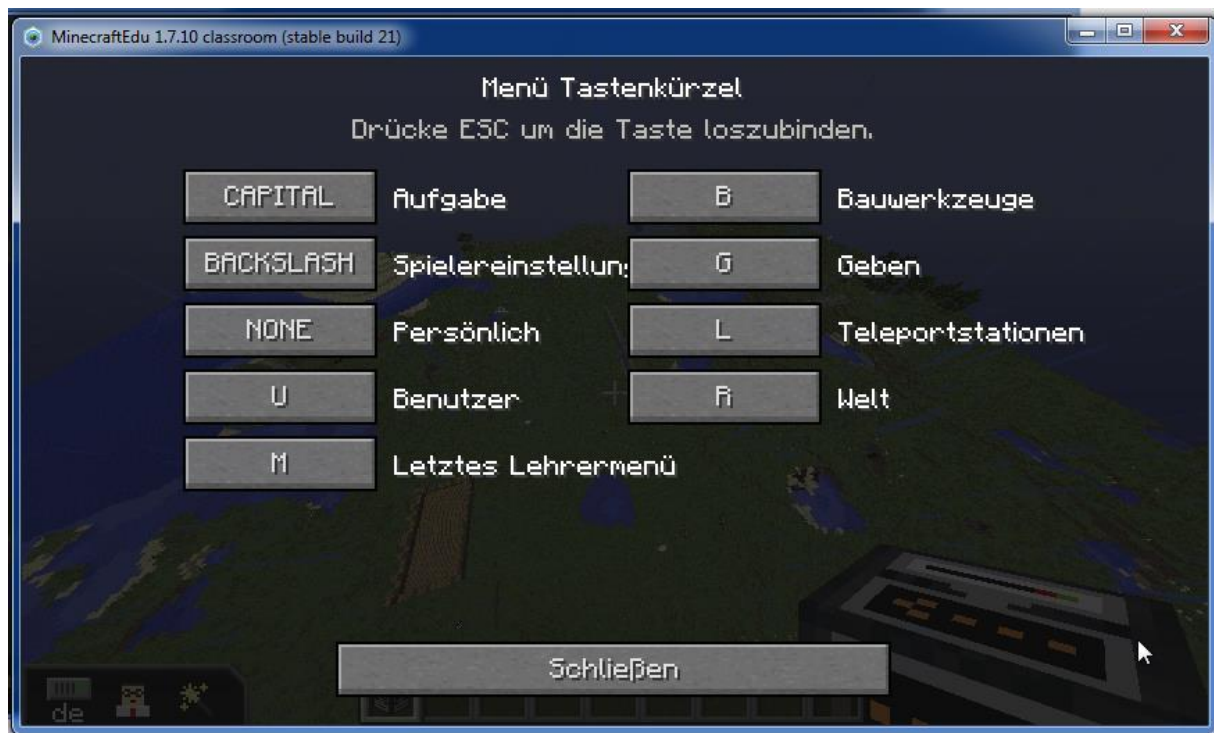 MinecraftEdu 1.7.10 classroom (stable build 21)
Menü Tastenkürzel
Drücke ESC um die Taste loszubinden.
CAPITAL Aufgabe B Bauwerkzeuge
BACKSLASH Spielereinstellun G Geben
NONE Persönlich L Teleportstationen
U Benutzer R Welt
M Letztes Lehrermenü
Schließen
de